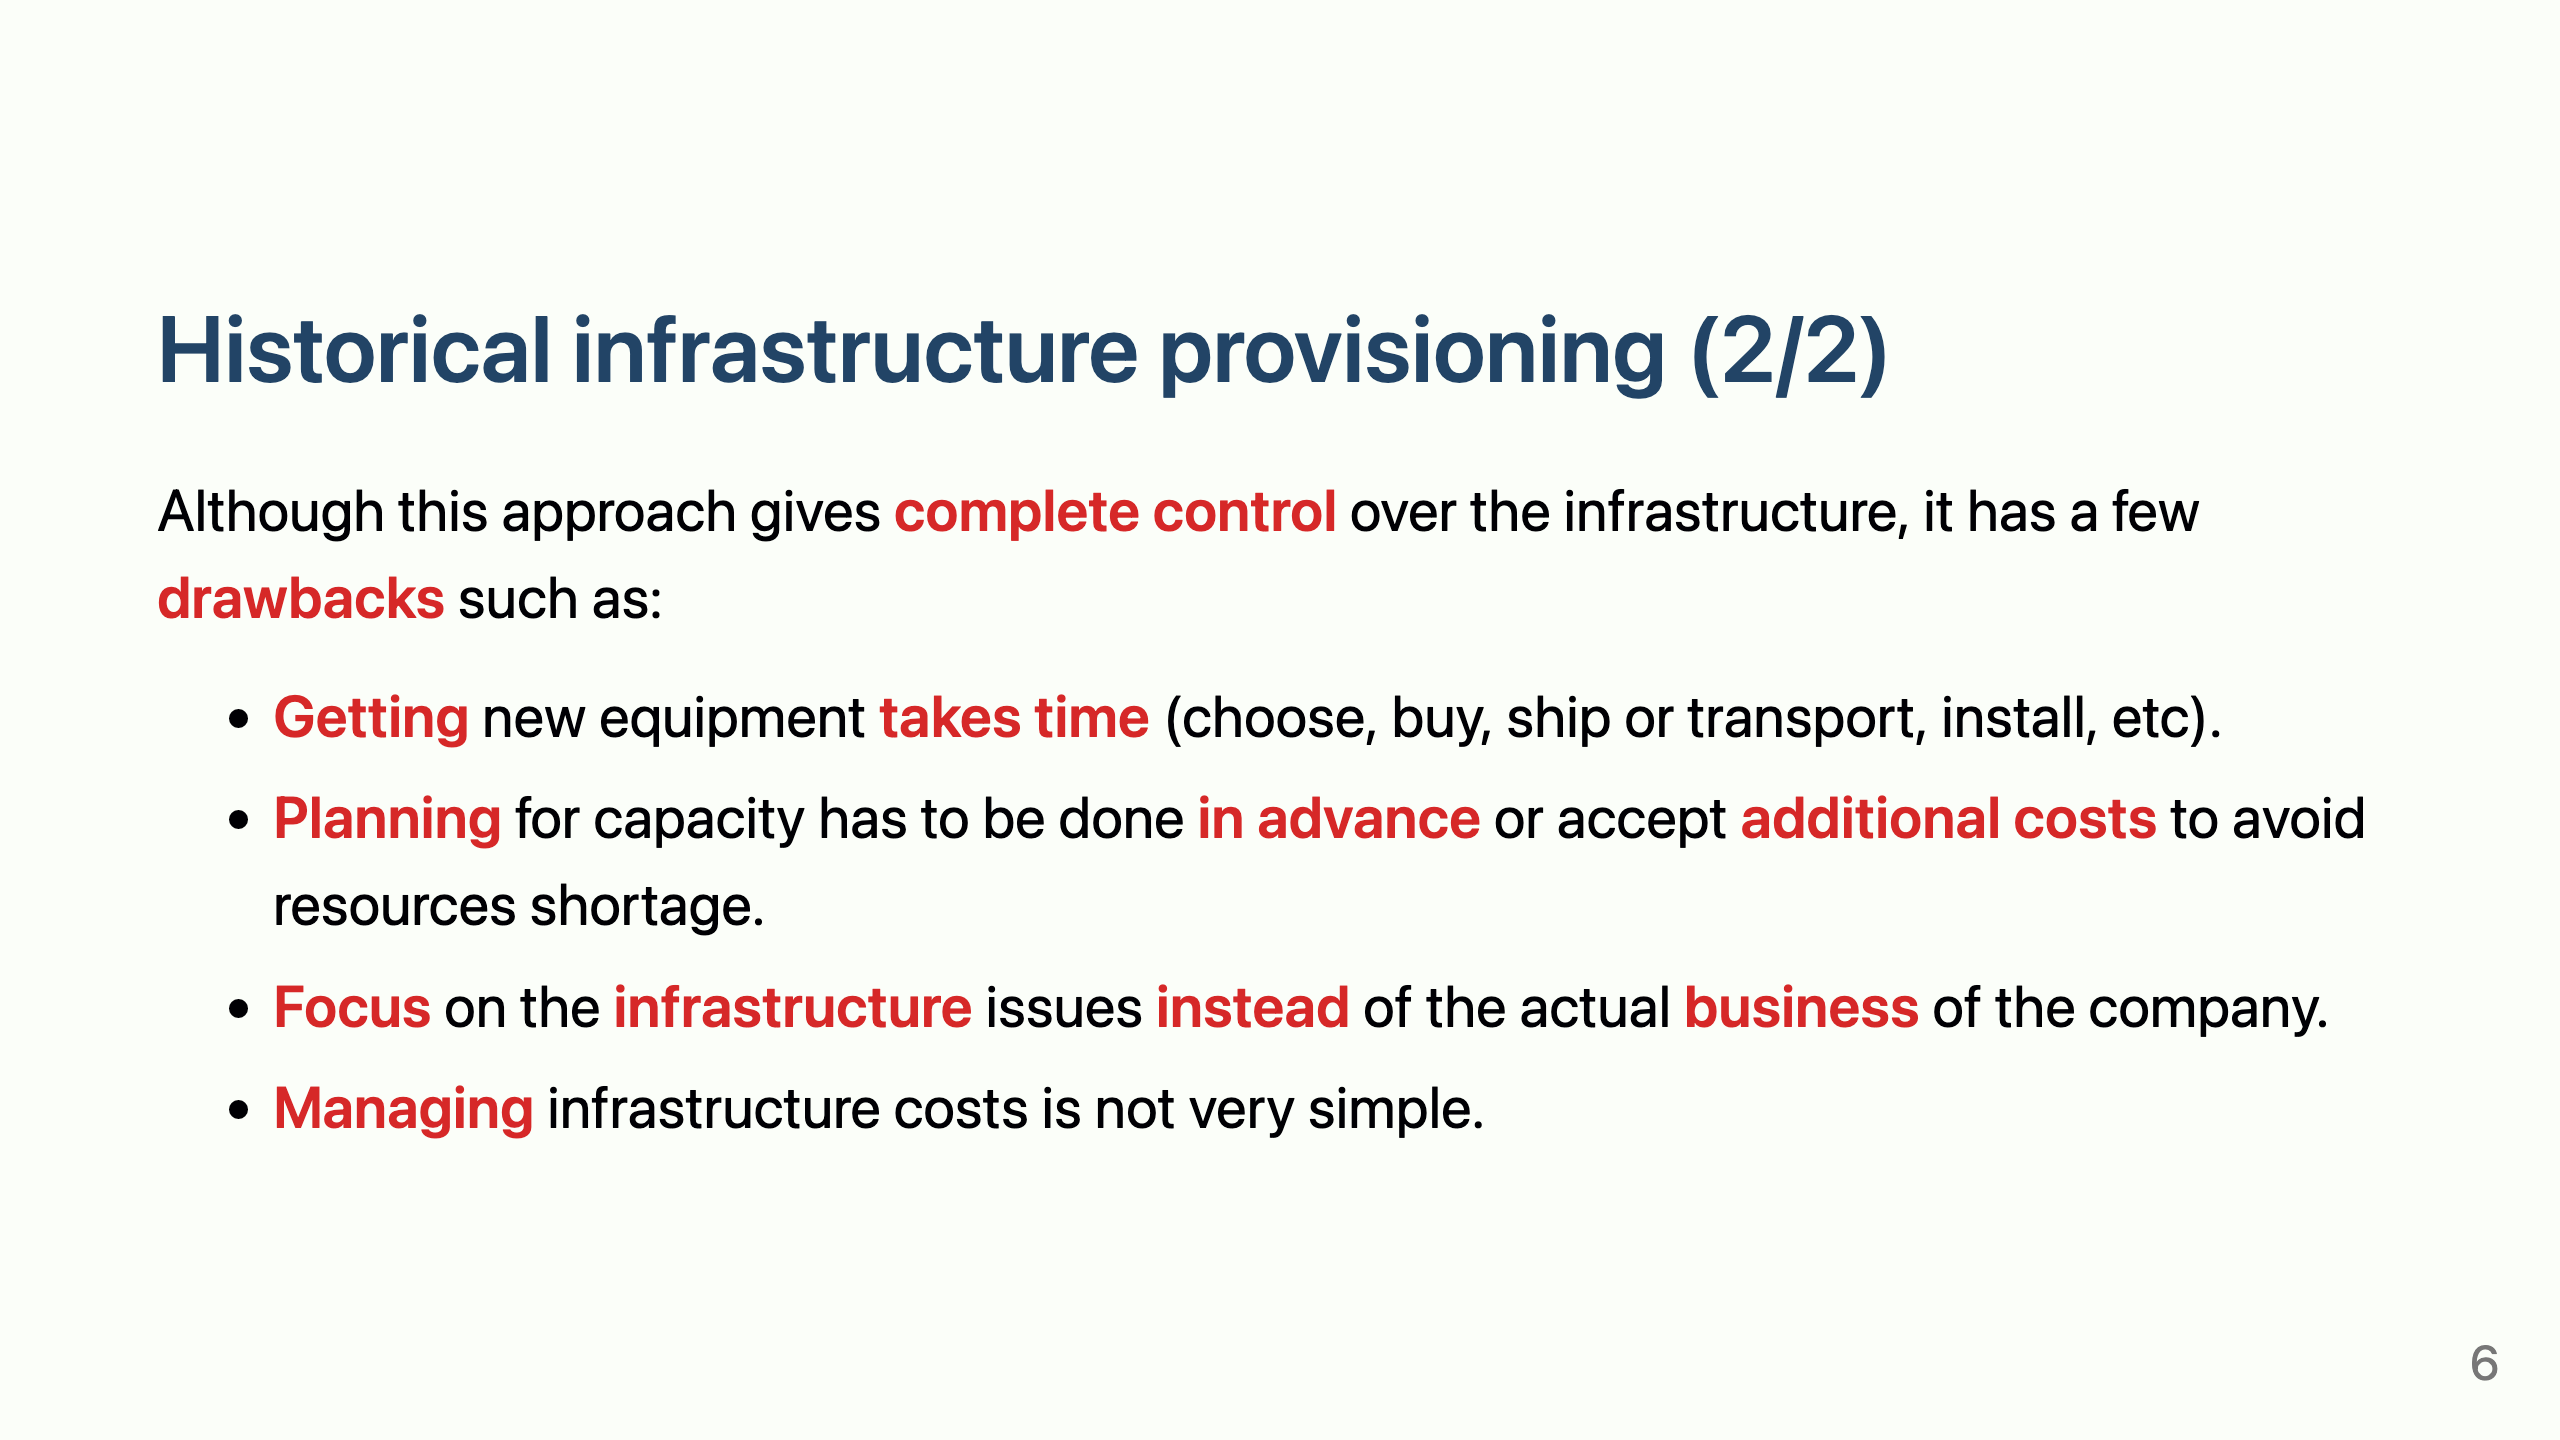 Historical infrastructure provisioning (2/2)
Although this approach gives complete control over the infrastructure, it has a few
drawbacks such as:
• Getting new equipment takes time (choose, buy, ship or transport, install, etc).
• Planning for capacity has to be done in advance or accept additional costs to avoid
resources shortage.
• Focus on the infrastructure issues instead of the actual business of the company.
• Managing infrastructure costs is not very simple.
6